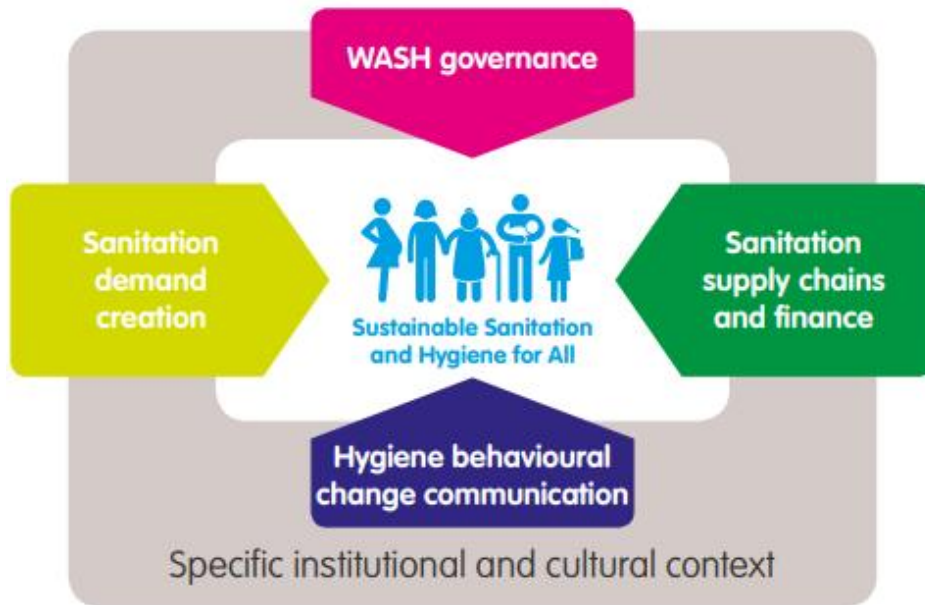 WASH governance
Sanitation
demand
creation
Sustainable Sanitation
and Hygiene for All
Sanitation
supply chains
and finance
Hygiene behavioural
change communication
Specific institutional and cultural context